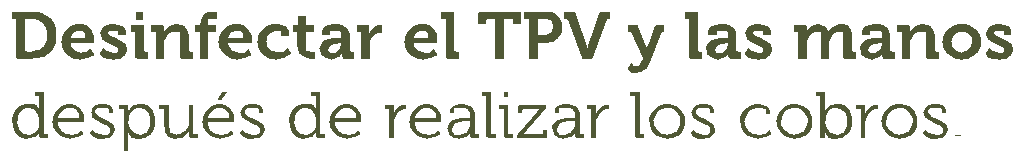 Desinfectar el TPV y las manos
después de realizar los cobros.